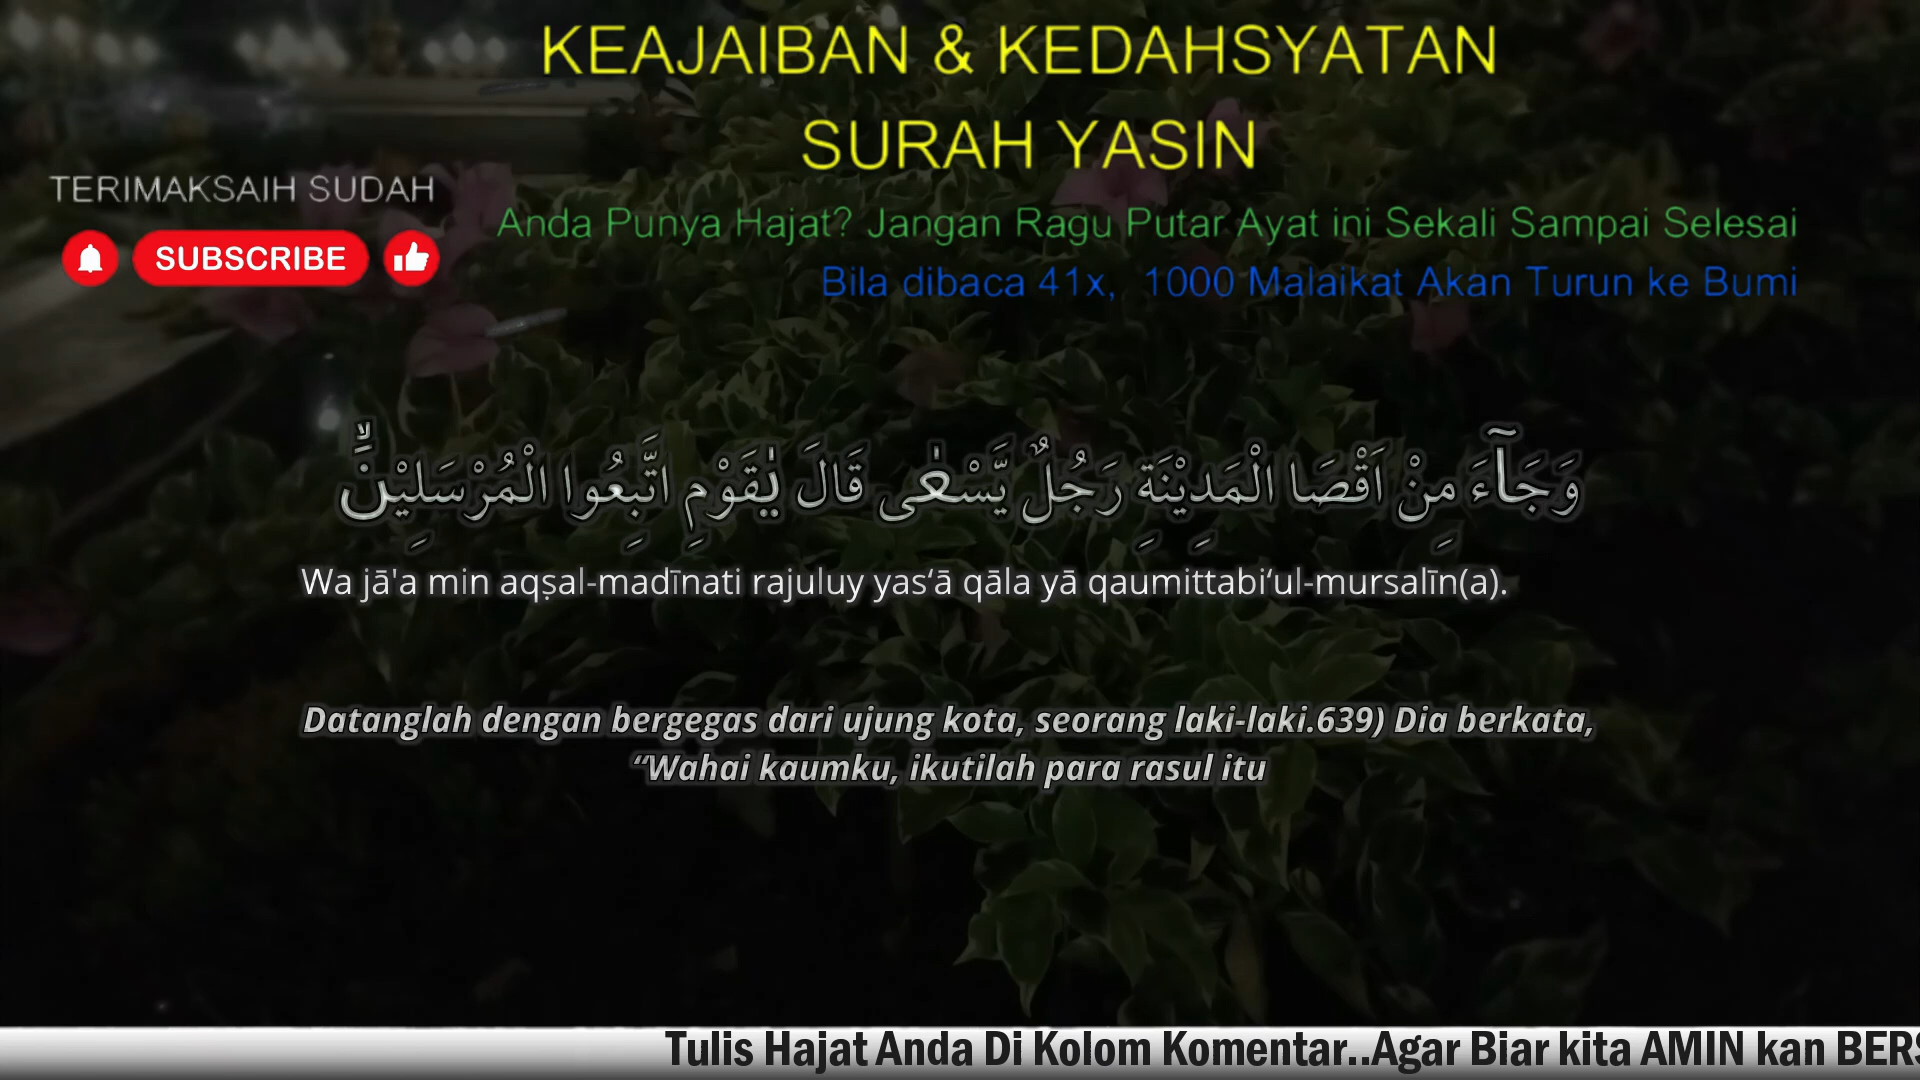 KEAJAIBAN & KEDAHSYATAN
SURAH YASIN
TERIMAKSAIH SUDAH
SUBSCRIBE
Anda Punya Hajat? Jangan Ragu Putar Ayat ini Sekali Sampai Selesai
Bila dibaca 41x, 1000 Malaikat Akan Turun ke Bumi
وَجَاۤءَ مِنْ اَقْصَا الْمَدِيْنَةِ رَجُلٌ يَّسْعٰى قَالَ يٰقَوْمِ اتَّبِعُوا الْمُرْسَلِيْنَۙ
Wa jā'a min aqṣal-madīnati rajuluy yas‘ā qāla yā qaumittabi‘ul-mursalīn(a).
Datanglah dengan bergegas dari ujung kota, seorang laki-laki.639) Dia berkata,
“Wahai kaumku, ikutilah para rasul itu
Tulis Hajat Anda Di Kolom Komentar..Agar Biar kita AMIN kan